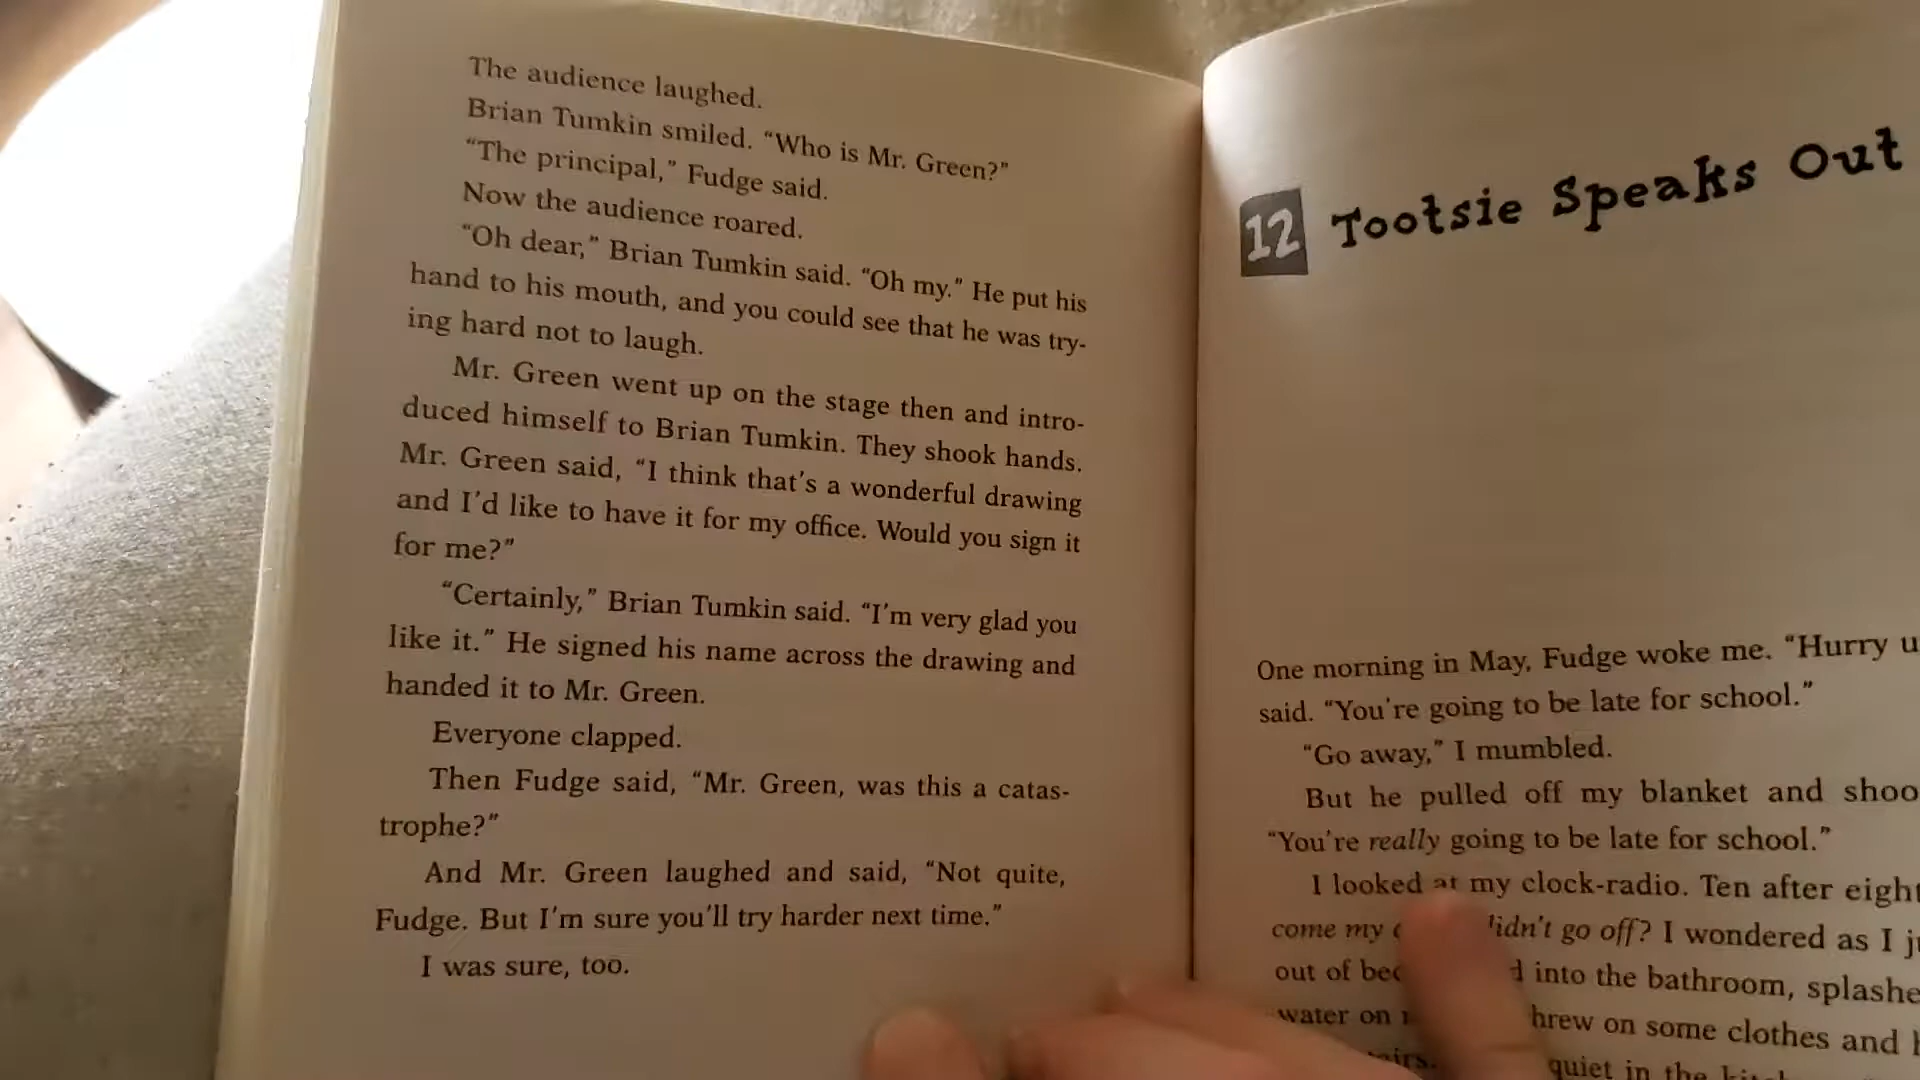 The audience laughed.
Brian Tumkin smiled. “Who is Mr. Green?”
“The principal,” Fudge said.
Now the audience roared.
“Oh dear,” Brian Tumkin said. “Oh my.” He put his
hand to his mouth, and you could see that he was try-
ing hard not to laugh.
Mr. Green went up on the stage then and intro-
duced himself to Brian Tumkin. They shook hands.
Mr. Green said, “I think that’s a wonderful drawing
and I’d like to have it for my office. Would you sign it
for me?”
“Certainly,” Brian Tumkin said. “I’m very glad you
like it.” He signed his name across the drawing and
handed it to Mr. Green.
Everyone clapped.
Then Fudge said, “Mr. Green, was this a catas-
trophe?”
And Mr. Green laughed and said, “Not quite,
Fudge. But I’m sure you’ll try harder next time.”
I was sure, too.
12 Tootsie Speaks Out
One morning in May, Fudge woke me. “Hurry
said. “You’re going to be late for school.”
“Go away,” I mumbled.
But he pulled off my blanket and
“You’re really going to be late for school.”
I looked at my clock-radio. Ten after eight
come my didn’t go off? I wondered as I
out of into the bathroom,
water on on some clothes and
quiet in the